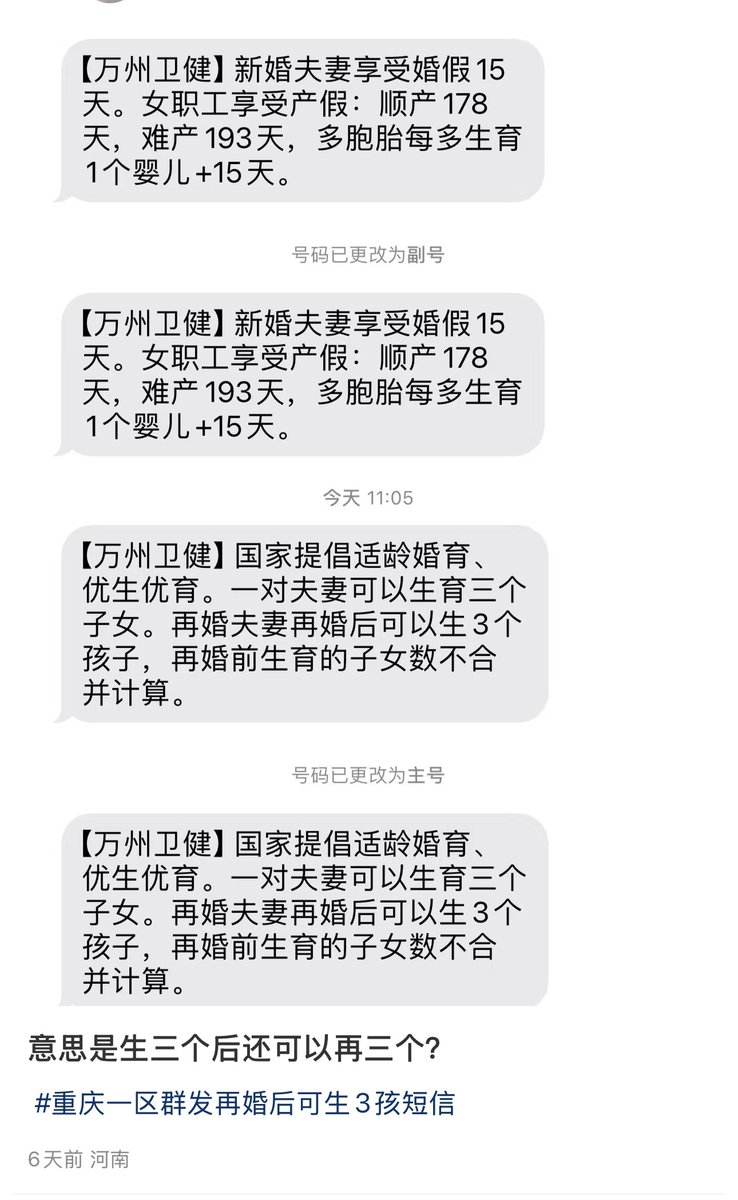 【万州卫健】新婚夫妻享受婚假15
天。女职工享受产假：顺产178
天，难产193天，多胞胎每多生育
1个婴儿+15天。
号码已更改为副号
【万州卫健】新婚夫妻享受婚假15
天。女职工享受产假：顺产178
天，难产193天，多胞胎每多生育
1个婴儿+15天。
今天 11:05
【万州卫健】国家提倡适龄婚育、
优生优育。一对夫妻可以生育三个
子女。再婚夫妻再婚后可以生3个
孩子，再婚前生育的子女数不合
并计算。
号码已更改为主号
【万州卫健】国家提倡适龄婚育、
优生优育。一对夫妻可以生育三个
子女。再婚夫妻再婚后可以生3个
孩子，再婚前生育的子女数不合
并计算。
意思是生三个后还可以再三个?
#重庆一区群发再婚后可生3孩短信
6天前 河南